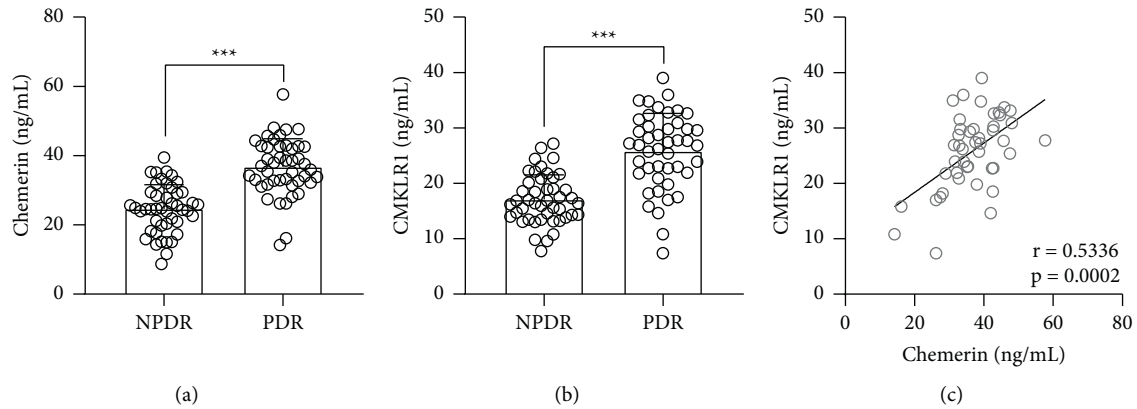 Chemerin (ng/mL)
80
60
40
20
0
***
NPDR
PDR
(a)
CMKLR1 (ng/mL)
50
40
30
20
10
0
***
NPDR
PDR
(b)
CMKLR1 (ng/mL)
50
40
30
20
10
0
r = 0.5336
p = 0.0002
0
20
40
60
80
Chemerin (ng/mL)
(c)